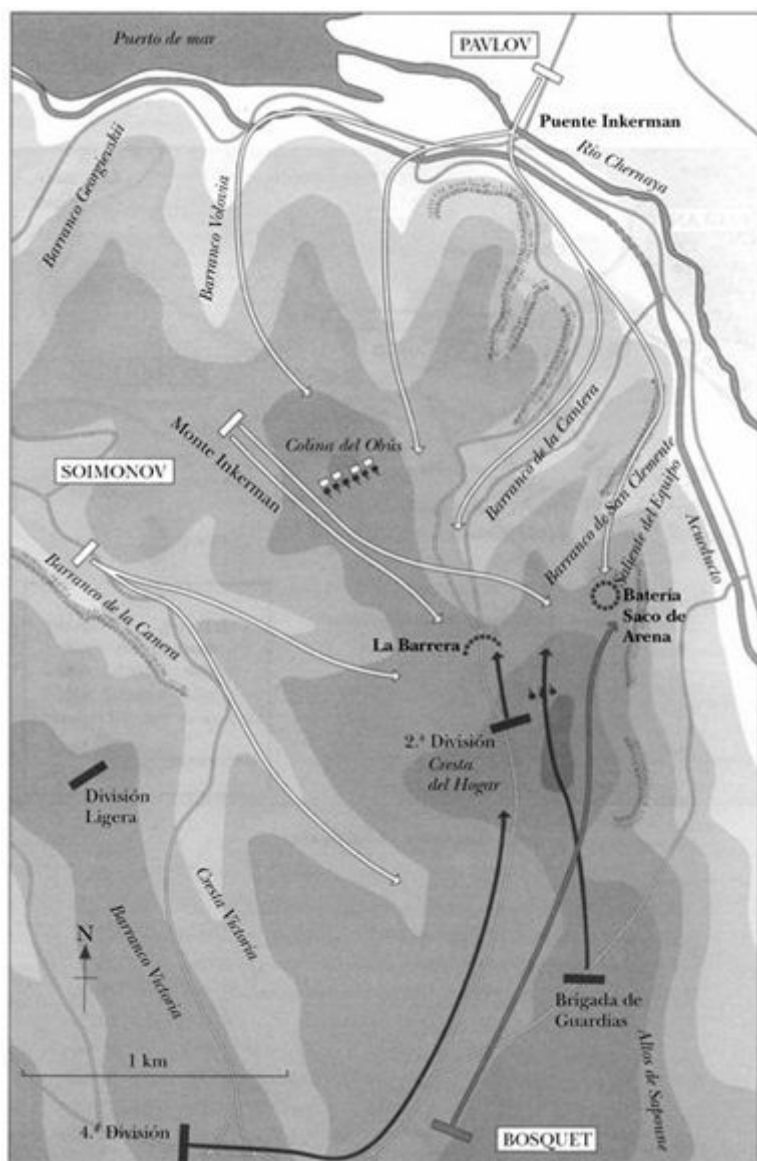 Puerto de mar
PAVLOV
Puente Inkerman
Río Chernaya
Barranco Georgievskii
Barranco Volovia
Colina del Obús
Monte Inkerman
SOIMONOV
Barranco de la Cantera
Barranco de San Clemente
Saliente del Equipo
Acueducto
Barranco de la Canera
Batería
Saco de
Arena
La Barrera
2.ª División
Cresta
del Hogar
División
Ligera
Cresta Victoria
Barranco Victoria
N
Brigada de
Guardias
Altos de Sapoune
1 km
4.ª División
BOSQUET